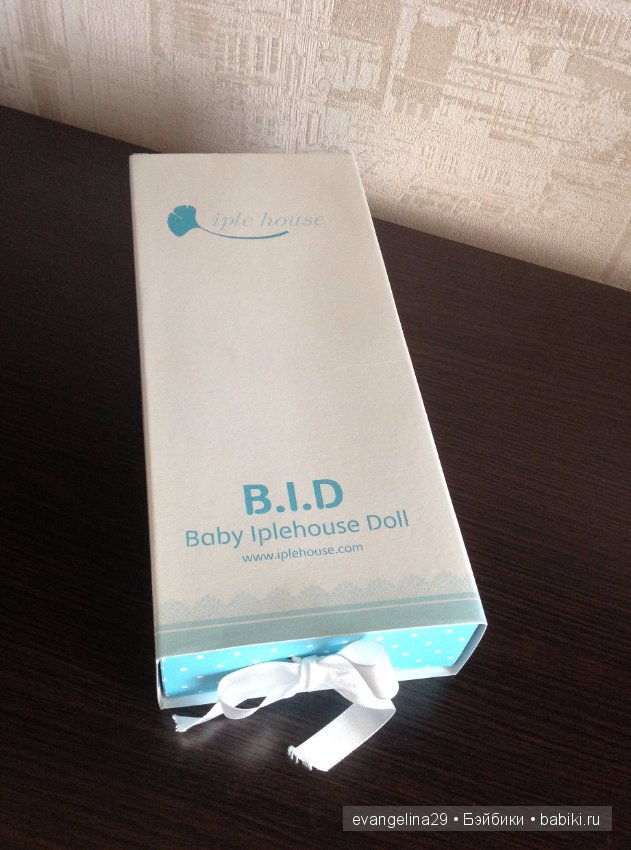 iple house
B.I.D
Baby Iplehouse Doll
www.iplehouse.com
evangelina29 • Бэйбики • babiki.ru